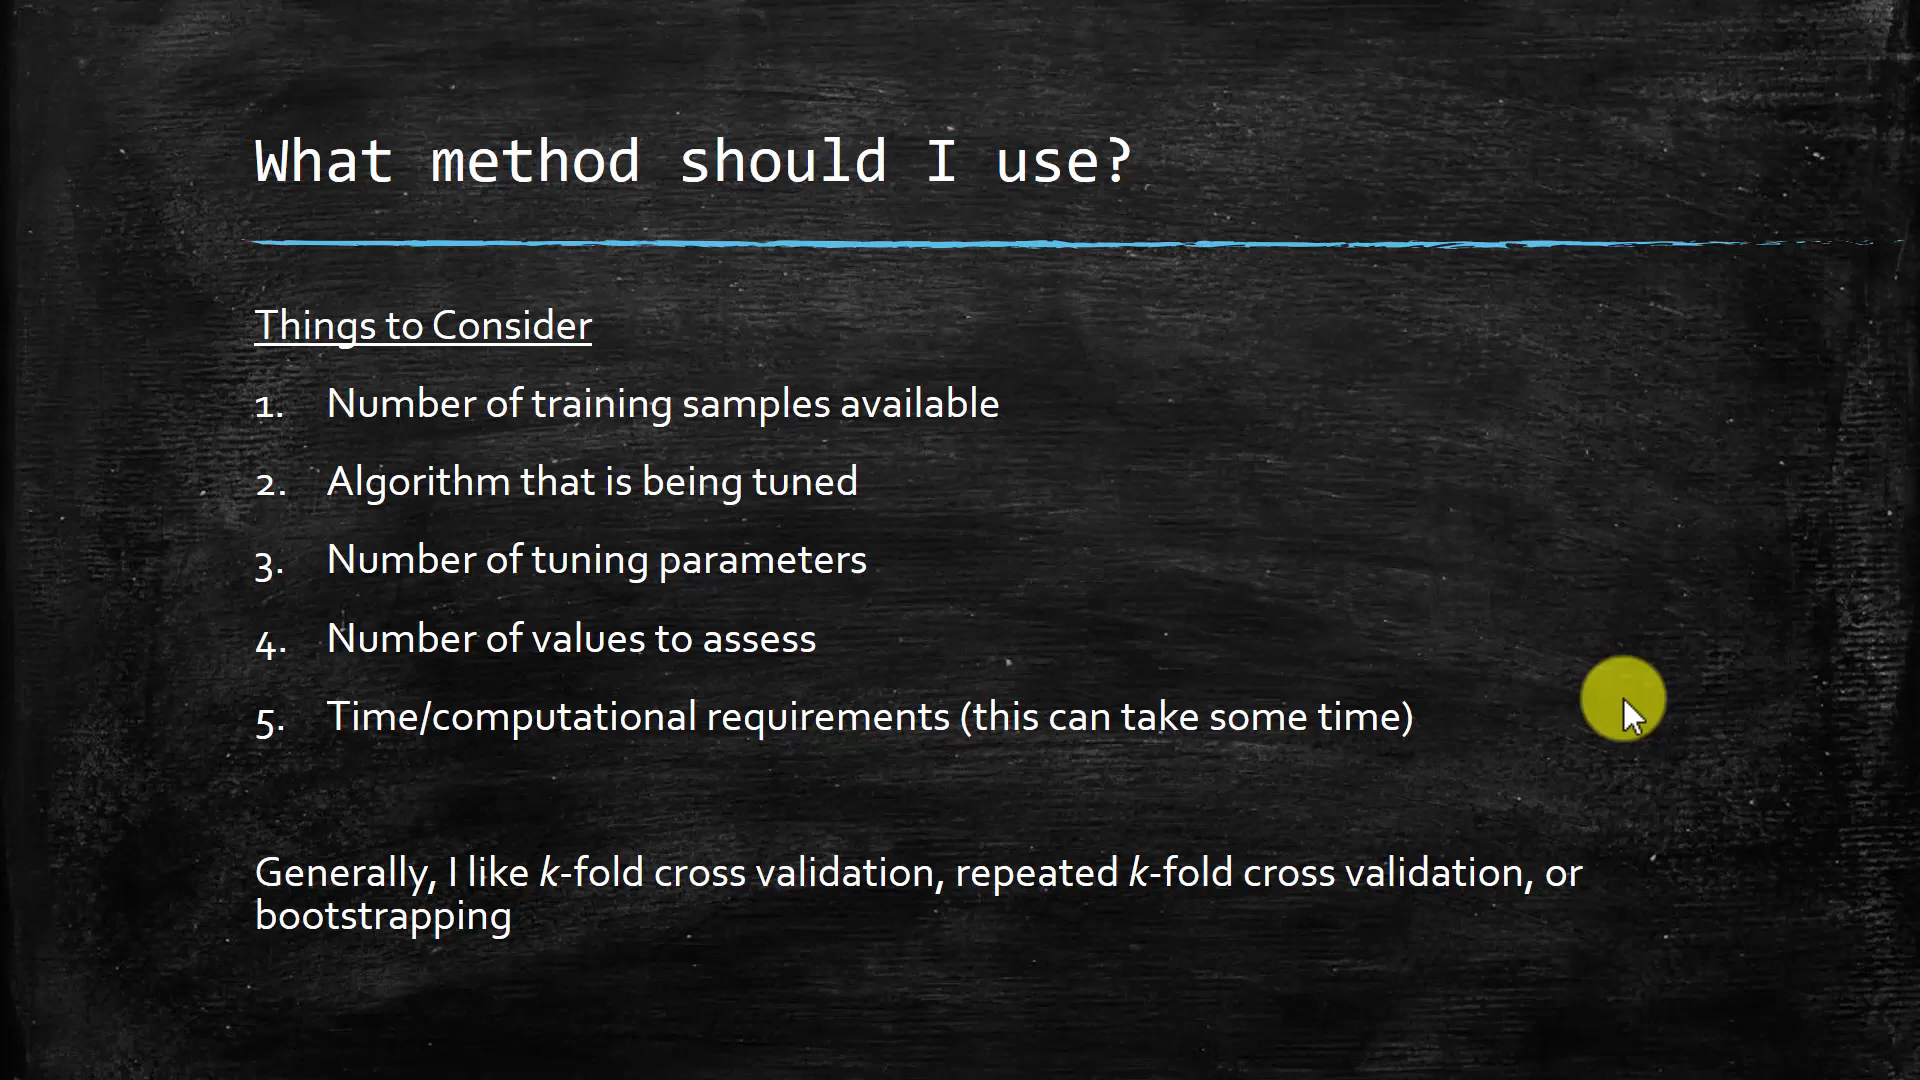 What method should I use?
Things to Consider
1. Number of training samples available
2. Algorithm that is being tuned
3. Number of tuning parameters
4. Number of values to assess
5. Time/computational requirements (this can take some time)
Generally, I like k-fold cross validation, repeated k-fold cross validation, or
bootstrapping